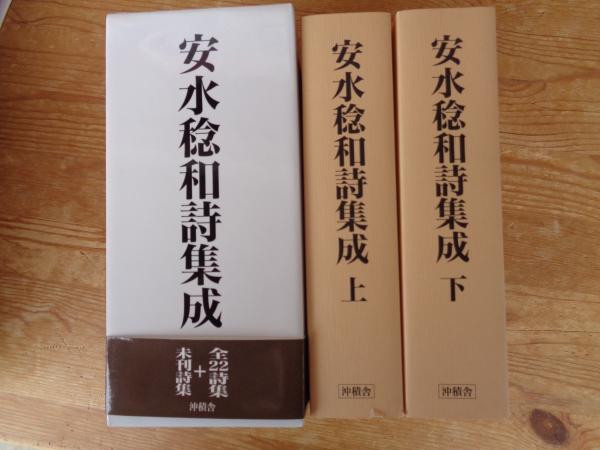 安水稔和詩集成
全22詩集
+
未刊詩集
沖積舎
安水稔和詩集成 上
沖積舎
安水稔和詩集成 下
沖積舎